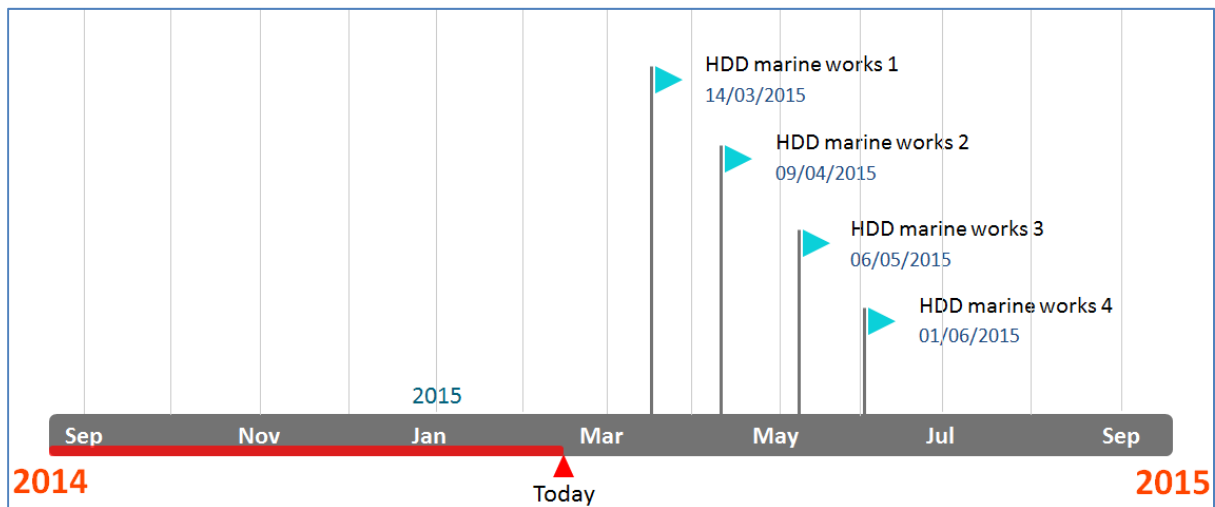 HDD marine works 1
14/03/2015
HDD marine works 2
09/04/2015
HDD marine works 3
06/05/2015
HDD marine works 4
01/06/2015
2015
Sep Nov Jan Mar May Jul Sep
2014 2015
Today